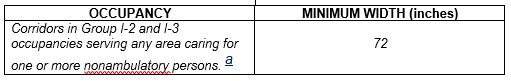 OCCUPANCY MINIMUM WIDTH (inches)
Corridors in Group I-2 and I-3
occupancies serving any area caring for 72
one or more nonambulatory persons. a